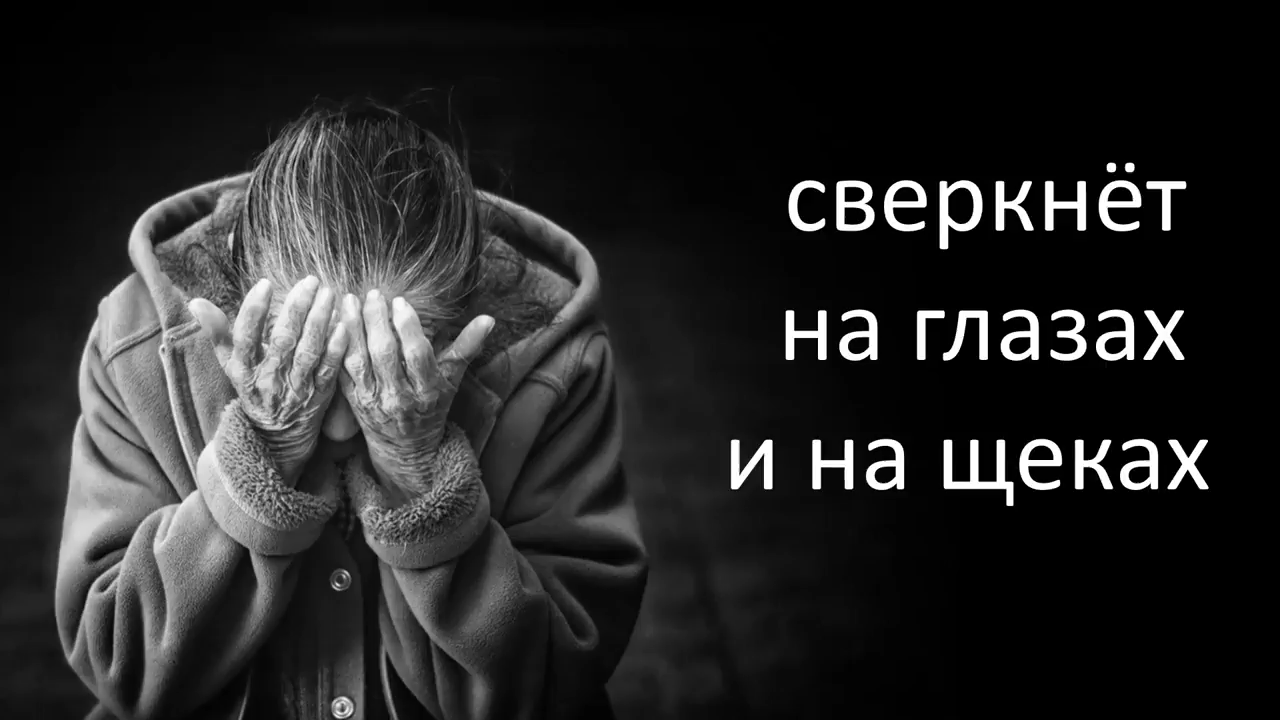 сверкнёт
на глазах
и на щеках